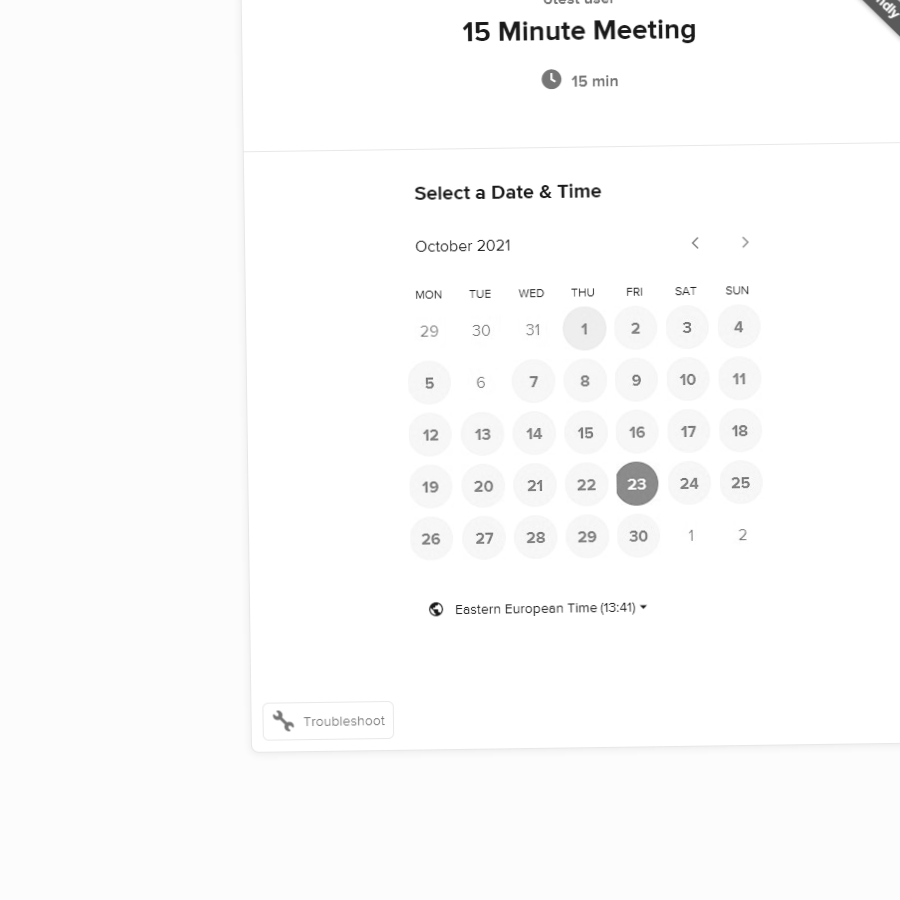 15 Minute Meeting
15 min
Select a Date & Time
October 2021
MON TUE WED THU FRI SAT SUN
29 30 31 1 2 3 4
5 6 7 8 9 10 11
12 13 14 15 16 17 18
19 20 21 22 23 24 25
26 27 28 29 30 1 2
Eastern European Time (13:41)
Troubleshoot